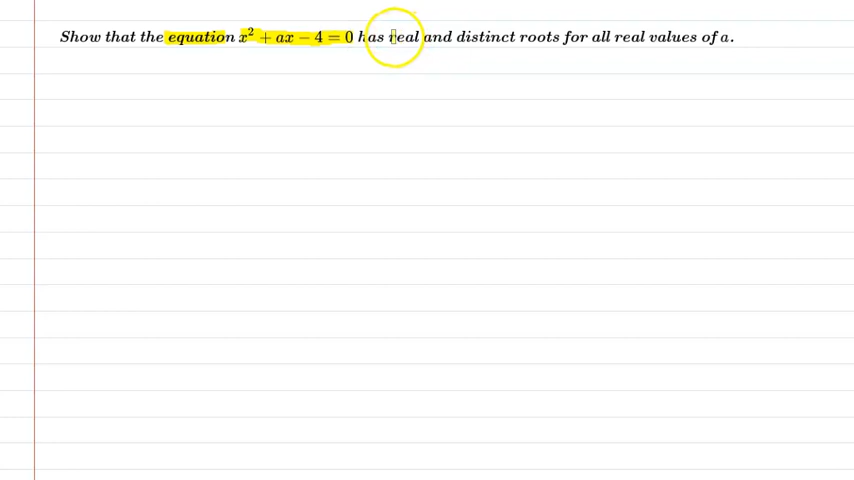 Show that the equation x² + ax − 4 = 0 has real and distinct roots for all real values of a.